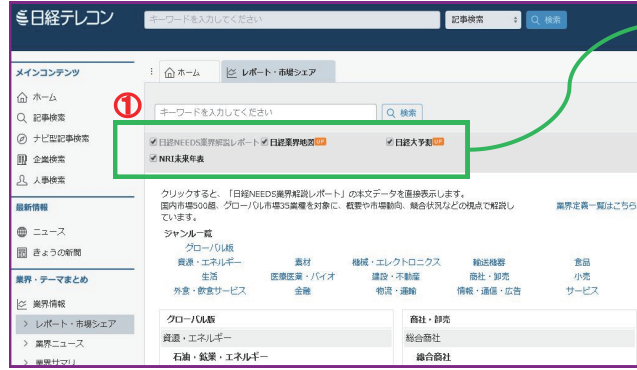 日経テレコン
キーワードを入力してください
記事検索
検索
メインコンテンツ
ホーム
記事検索
ナビ型記事検索
企業検索
人事検索
最新情報
ニュース
きょうの新聞
業界・テーマまとめ
業界情報
> レポート・市場シェア
> 業界ニュース
> 業界サマリ
ホーム
レポート・市場シェア
①
キーワードを入力してください
検索
日経NEEDS業界解説レポート 日経業界地図UP 日経大予測UP
NRI未来年表
クリックすると、「日経NEEDS業界解説レポート」の本文データを直接表示します。
国内市場500超、グローバル市場35業種を対象に、概要や市場動向、競合状況などの視点で解説し
ています。
業界定義一覧はこちら
ジャンル一覧
グローバル版
資源・エネルギー 素材 機械・エレクトロニクス 輸送機器 食品
生活 医療医薬・バイオ 建設・不動産 商社・卸売 小売
外食・飲食サービス 金融 物流・運輸 情報・通信・広告 サービス
グローバル版
資源・エネルギー
石油・鉱業・エネルギー
商社・卸売
総合商社
総合商社